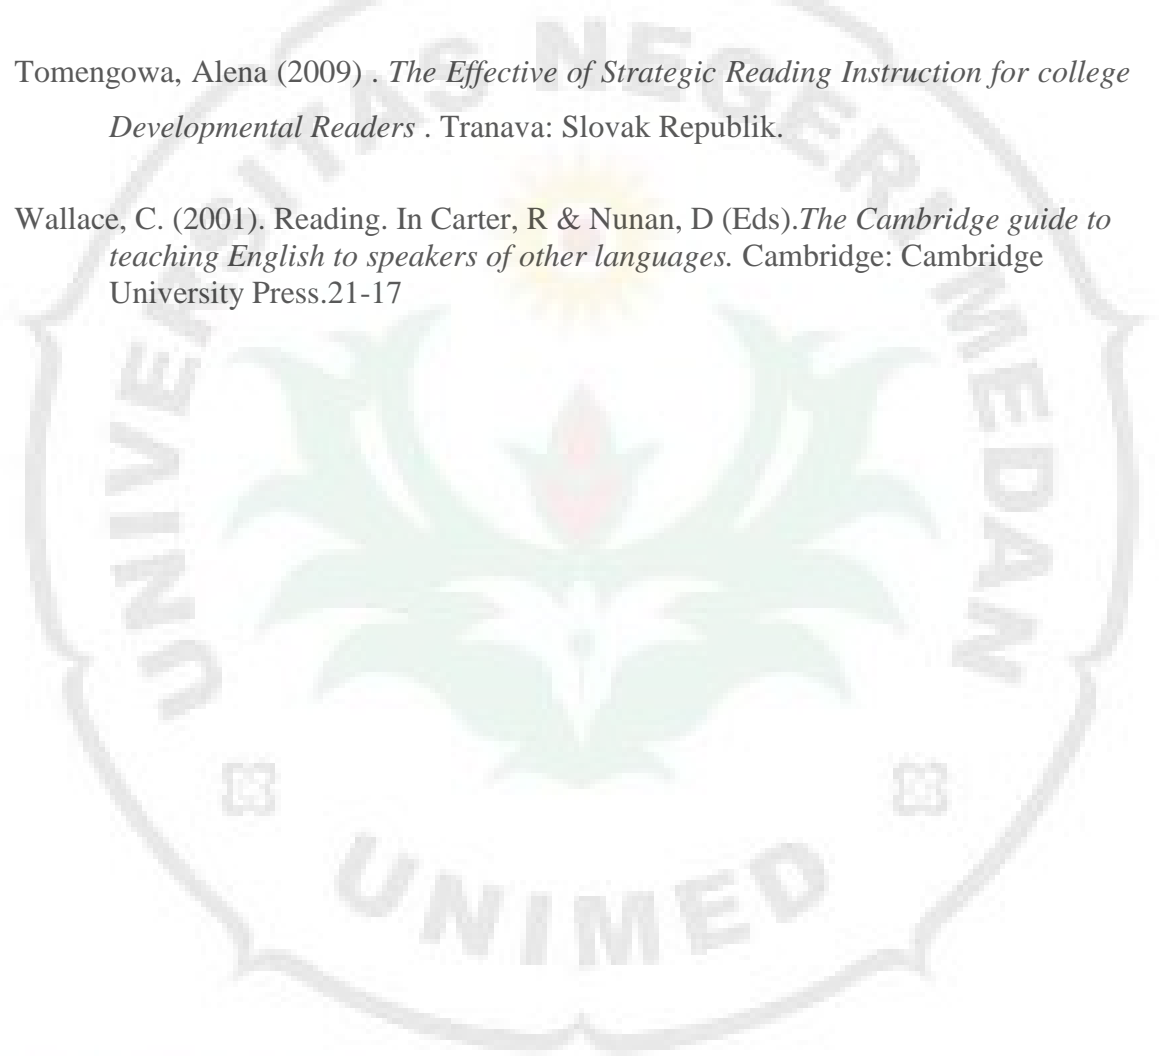 Tomengowa, Alena (2009) . The Effective of Strategic Reading Instruction for college
Developmental Readers . Tranava: Slovak Republik.
Wallace, C. (2001). Reading. In Carter, R & Nunan, D (Eds).The Cambridge guide to
teaching English to speakers of other languages. Cambridge: Cambridge
University Press.21-17
UNIVERSITAS NEGERI MEDAN
UNIMED